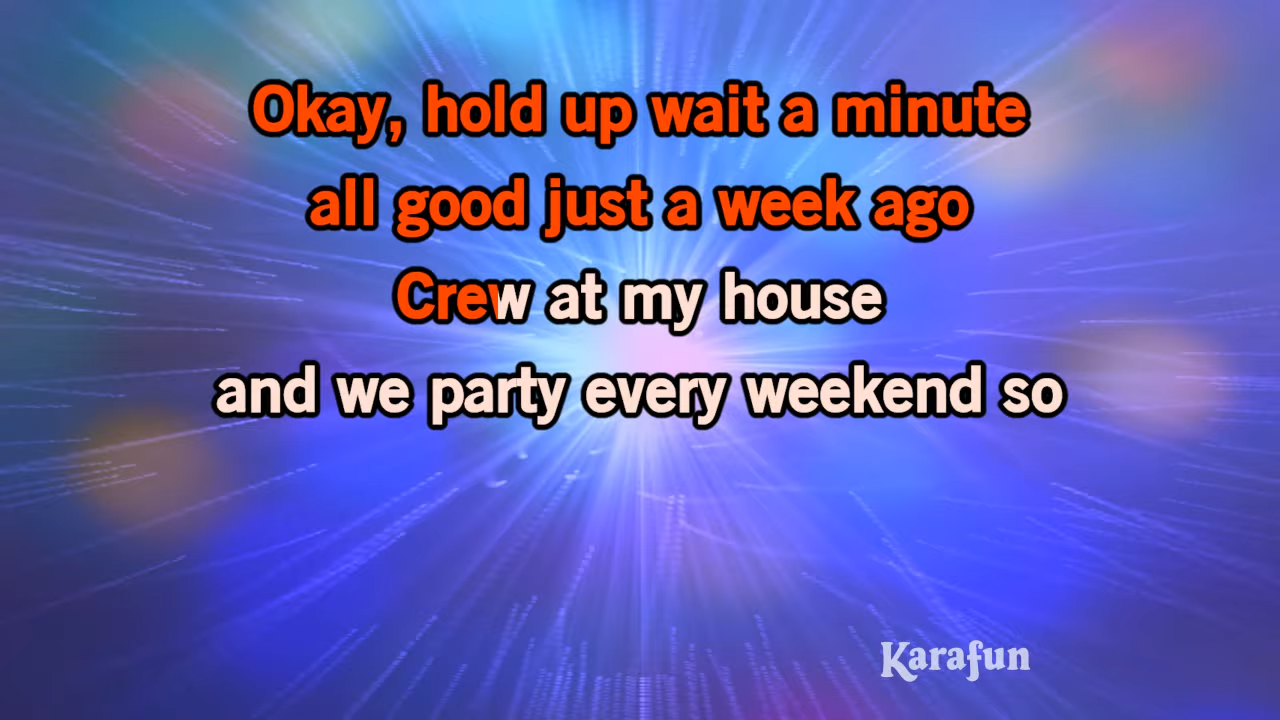 Okay, hold up wait a minute
all good just a week ago
Crew at my house
and we party every weekend so
Karafun